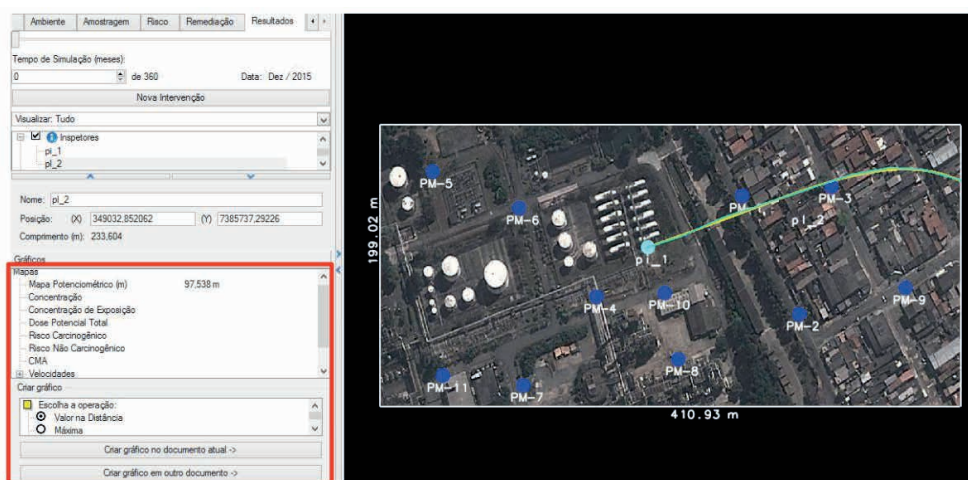 Ambiente Amostragem Risco Remediação Resultados
Tempo de Simulação (meses):
0 de 360 Data: Dez / 2015
Nova Intervenção
Visualizar: Tudo
Inspetores
pi_1
pl_2
Nome: pl_2
Posição: (X) 349032,852062 (Y) 7385737,29226
Comprimento (m): 233,604
Gráficos
Mapas
Mapa Potenciométrico (m) 97,538 m
Concentração
Concentração de Exposição
Dose Potencial Total
Risco Carcinogênico
Risco Não Carcinogênico
CMA
Velocidades
Criar gráfico
Escolha a operação:
Valor na Distância
Máxima
Criar gráfico no documento atual ->
Criar gráfico em outro documento ->
199.02 m
PM-5
PM-6
PM-3
pl_2
pi_1
PM-4
PM-10
PM-9
PM-2
PM-8
PM-11
PM-7
410.93 m